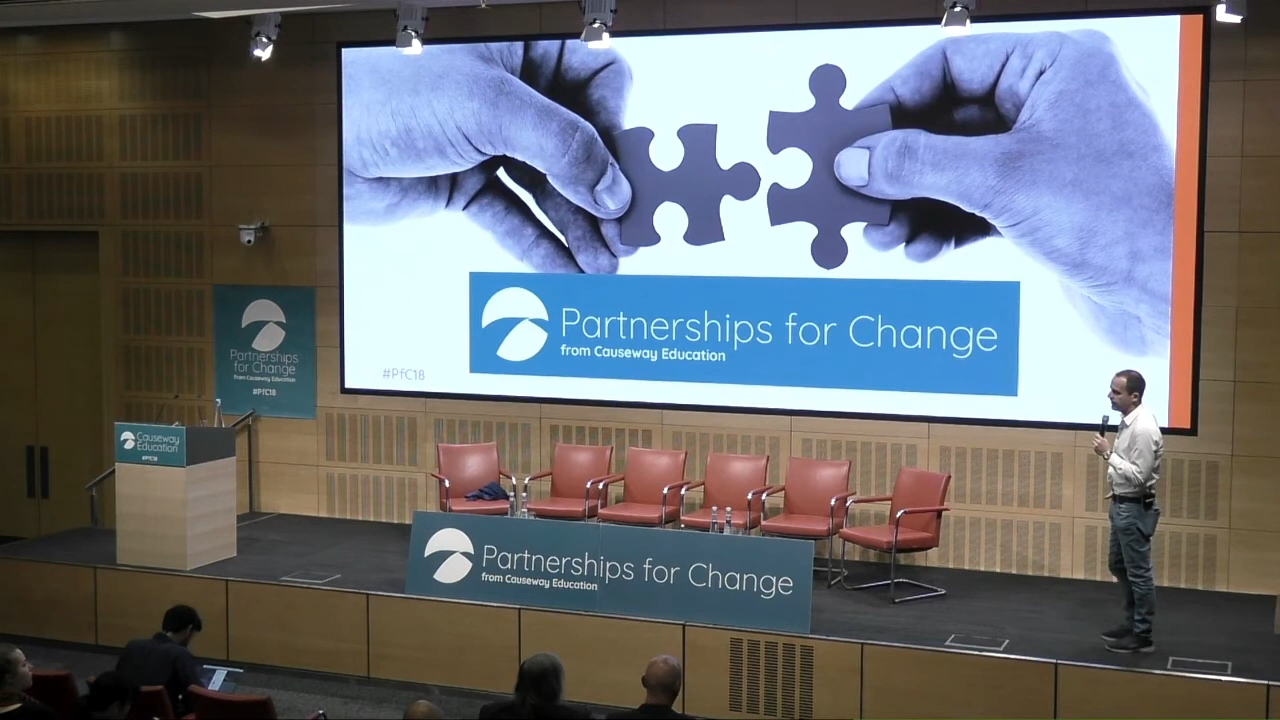 Partnerships for Change
from Causeway Education
#PfC18
Partnerships
for Change
from Causeway Education
#PfC18
Causeway
Education
#PfC18
Partnerships for Change
from Causeway Education